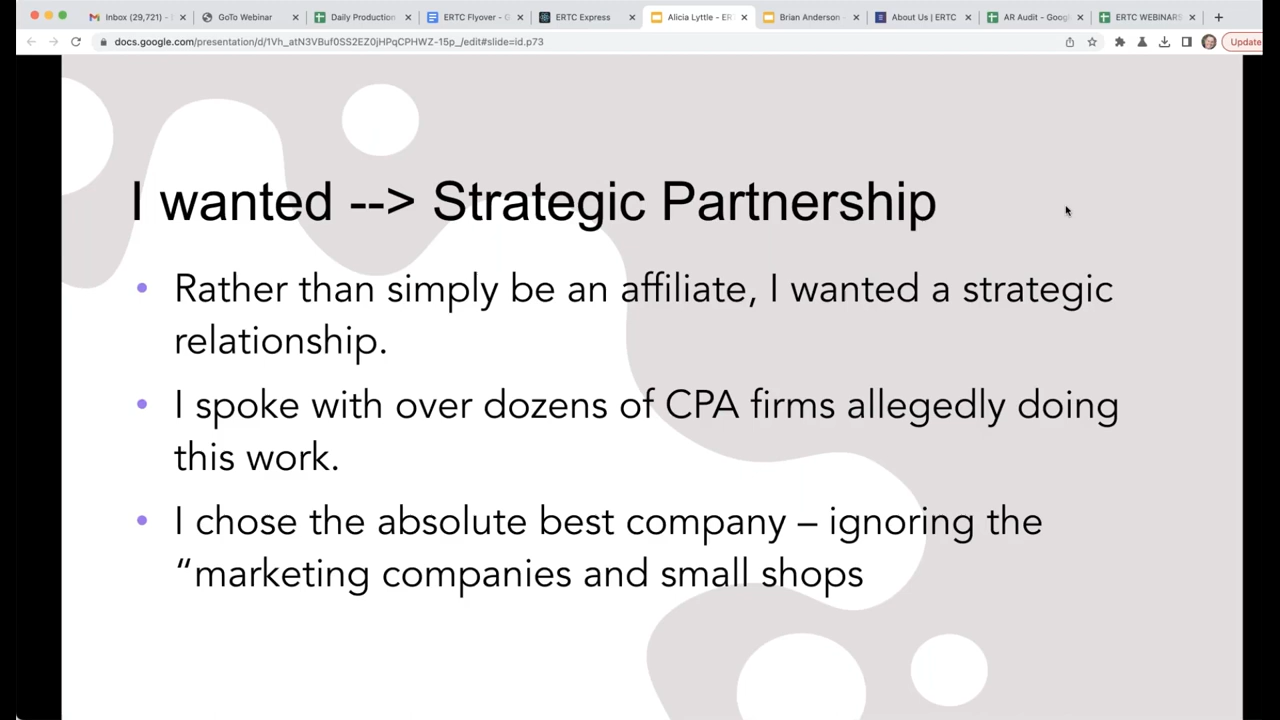 Inbox (29,721) -
GoTo Webinar
Daily Production
ERTC Flyover - G
ERTC Express
Alicia Lyttle - ER
Brian Anderson -
About Us | ERTC
AR Audit - Googl
ERTC WEBINARS
docs.google.com/presentation/d/1Vh_atN3VBuf0SS2EZ0jHPqCPHWZ-15p_/edit#slide=id.p73
Update
I wanted --> Strategic Partnership
• Rather than simply be an affiliate, I wanted a strategic
relationship.
• I spoke with over dozens of CPA firms allegedly doing
this work.
• I chose the absolute best company – ignoring the
“marketing companies and small shops